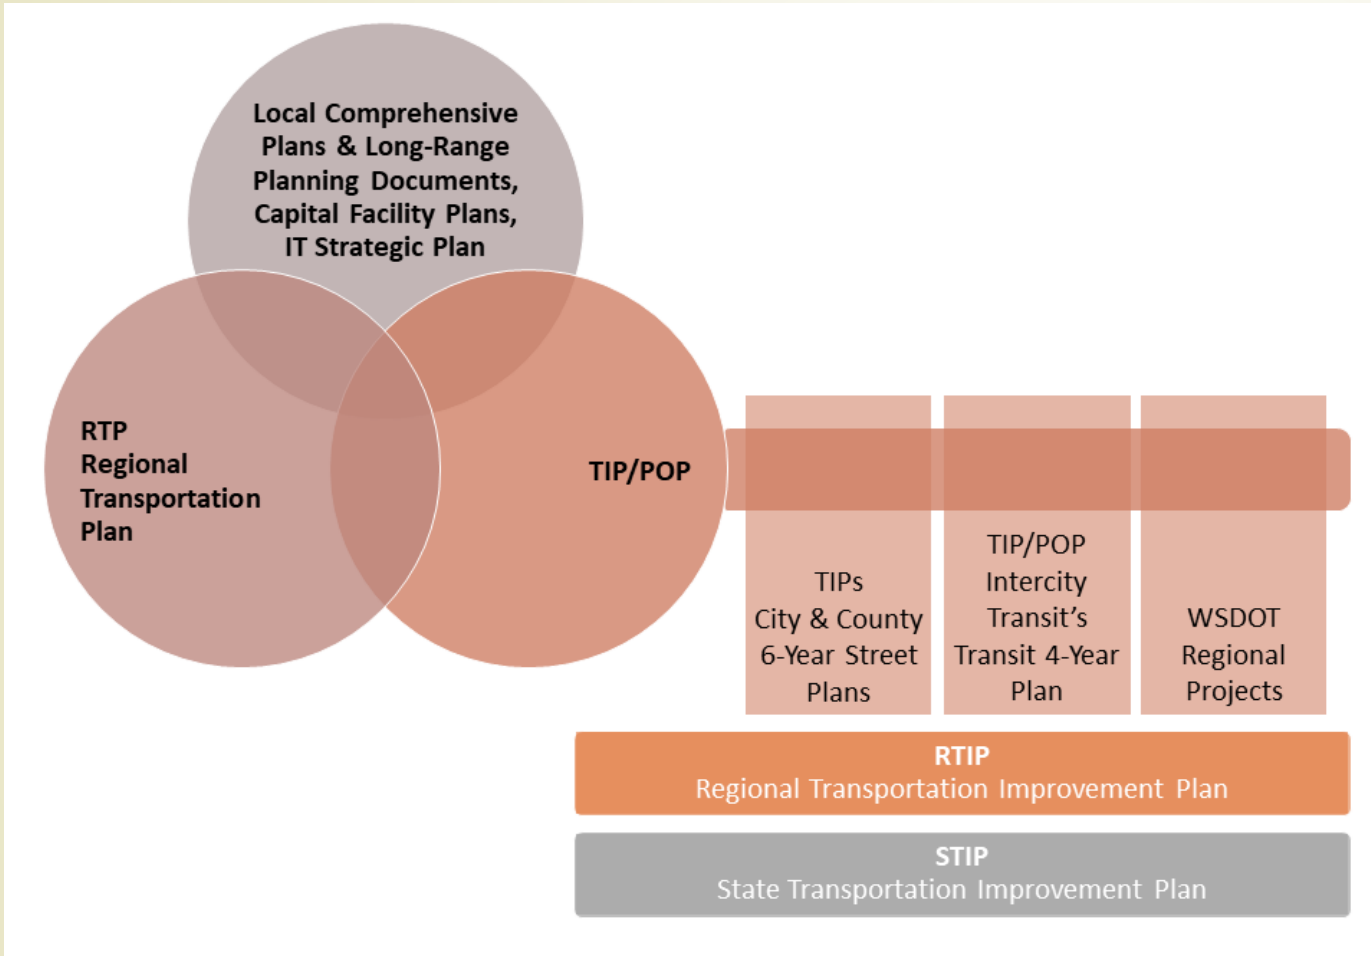 Local Comprehensive
Plans & Long-Range
Planning Documents,
Capital Facility Plans,
IT Strategic Plan
RTP
Regional
Transportation
Plan
TIP/POP
TIPs
City & County
6-Year Street
Plans
TIP/POP
Intercity
Transit’s
Transit 4-Year
Plan
WSDOT
Regional
Projects
RTIP
Regional Transportation Improvement Plan
STIP
State Transportation Improvement Plan